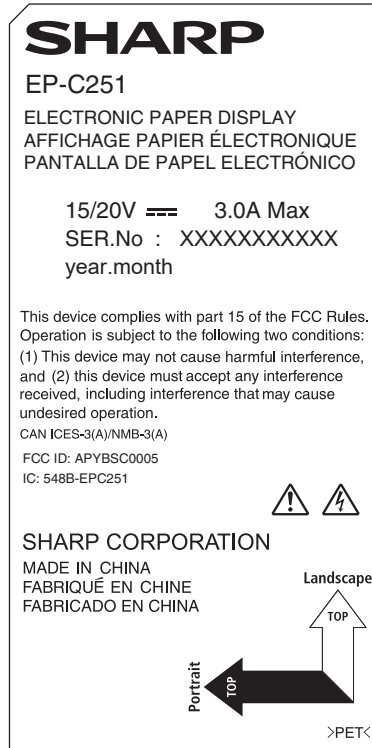 SHARP
EP-C251
ELECTRONIC PAPER DISPLAY
AFFICHAGE PAPIER ÉLECTRONIQUE
PANTALLA DE PAPEL ELECTRÓNICO
15/20V ⎓ 3.0A Max
SER.No : XXXXXXXXXXX
year.month
This device complies with part 15 of the FCC Rules.
Operation is subject to the following two conditions:
(1) This device may not cause harmful interference,
and (2) this device must accept any interference
received, including interference that may cause
undesired operation.
CAN ICES-3(A)/NMB-3(A)
FCC ID: APYBSC0005
IC: 548B-EPC251
SHARP CORPORATION
MADE IN CHINA
FABRIQUÉ EN CHINE
FABRICADO EN CHINA
Landscape
TOP
Portrait
TOP
>PET<